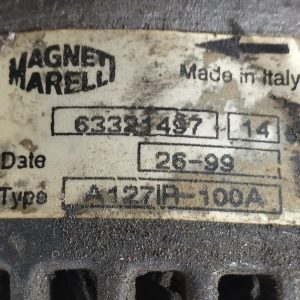 MAGNETI
MARELLI
Made in Italy
63321497 14
Date 26-99
Type A127IR-100A